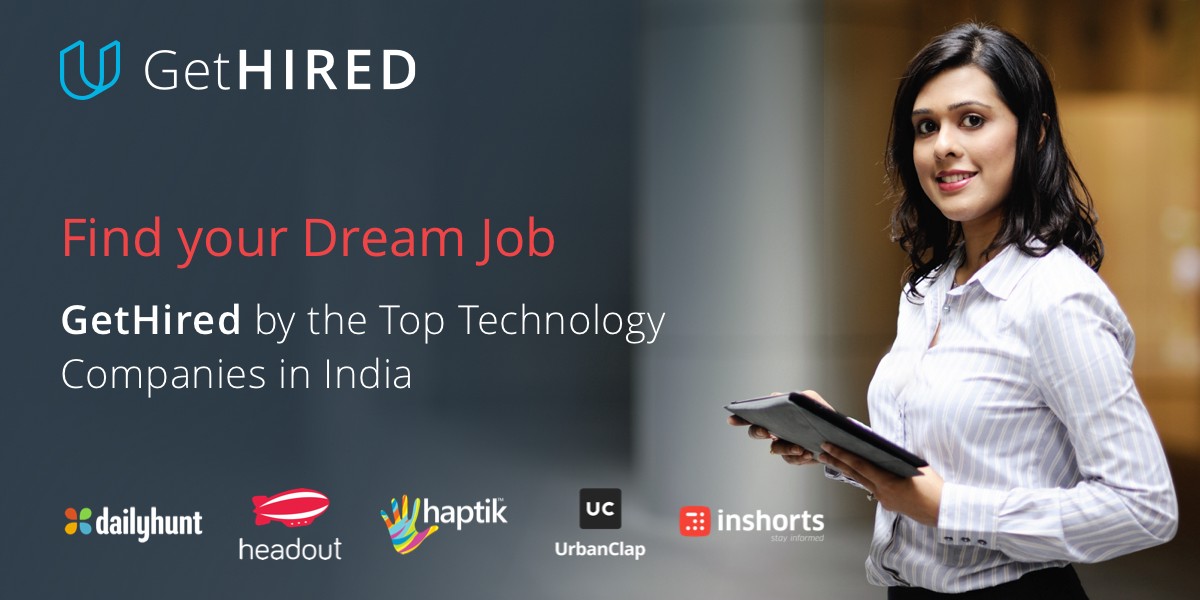 GetHIRED
Find your Dream Job
GetHired by the Top Technology
Companies in India
dailyhunt
headout
haptik™
UC
UrbanClap
inshorts
stay informed